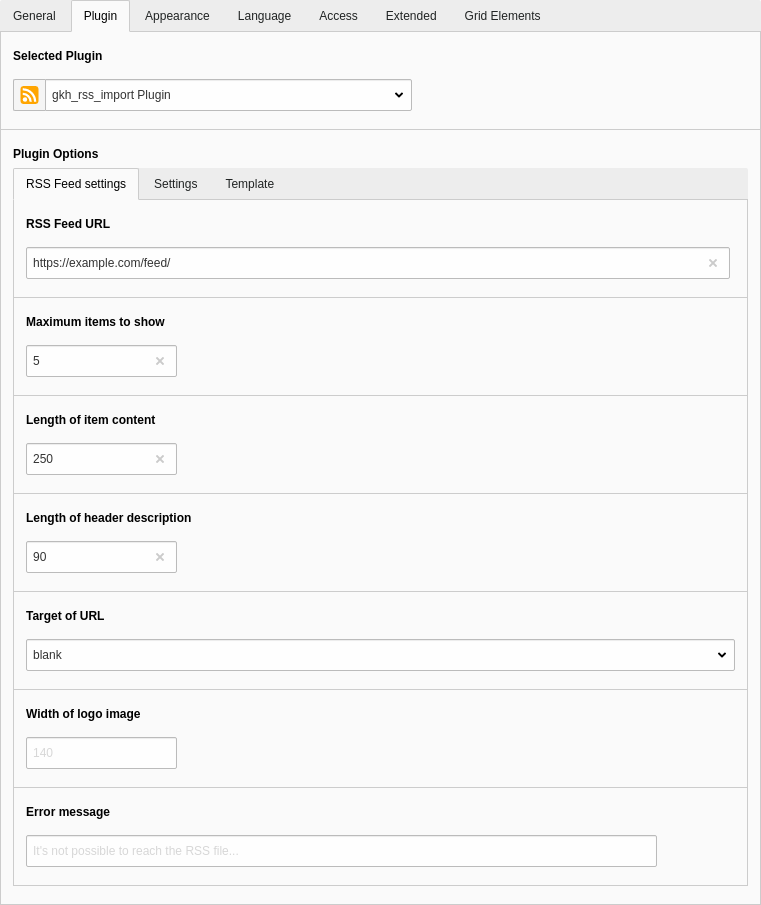 General Plugin Appearance Language Access Extended Grid Elements
Selected Plugin
gkh_rss_import Plugin
Plugin Options
RSS Feed settings Settings Template
RSS Feed URL
https://example.com/feed/
Maximum items to show
5
Length of item content
250
Length of header description
90
Target of URL
blank
Width of logo image
140
Error message
It's not possible to reach the RSS file...